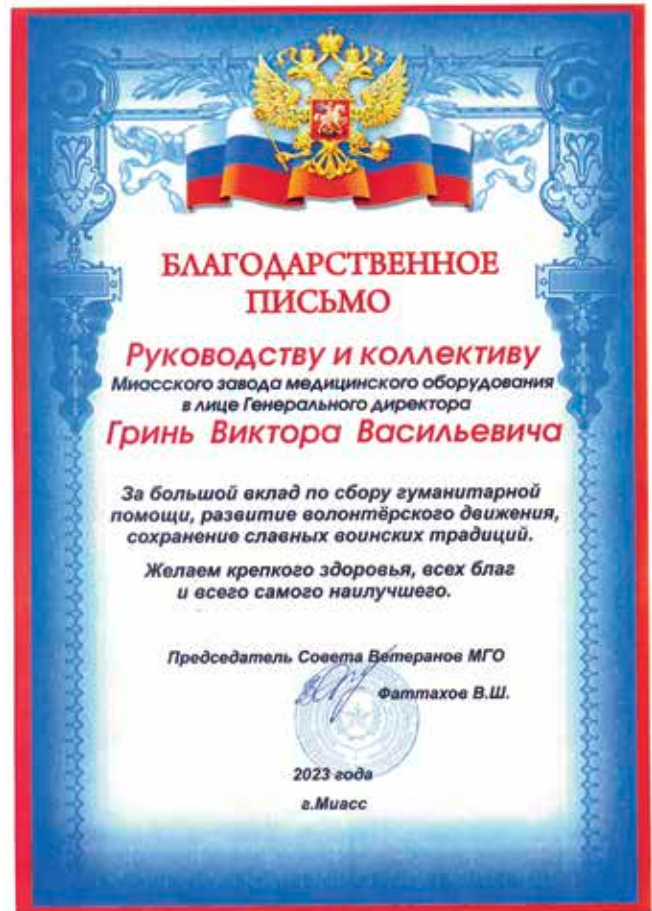 БЛАГОДАРСТВЕННОЕ
ПИСЬМО
Руководству и коллективу
Миасского завода медицинского оборудования
в лице Генерального директора
Гринь Виктора Васильевича
За большой вклад по сбору гуманитарной
помощи, развитие волонтёрского движения,
сохранение славных воинских традиций.
Желаем крепкого здоровья, всех благ
и всего самого наилучшего.
Председатель Совета Ветеранов МГО
Фаттахов В.Ш.
2023 года
г.Миасс